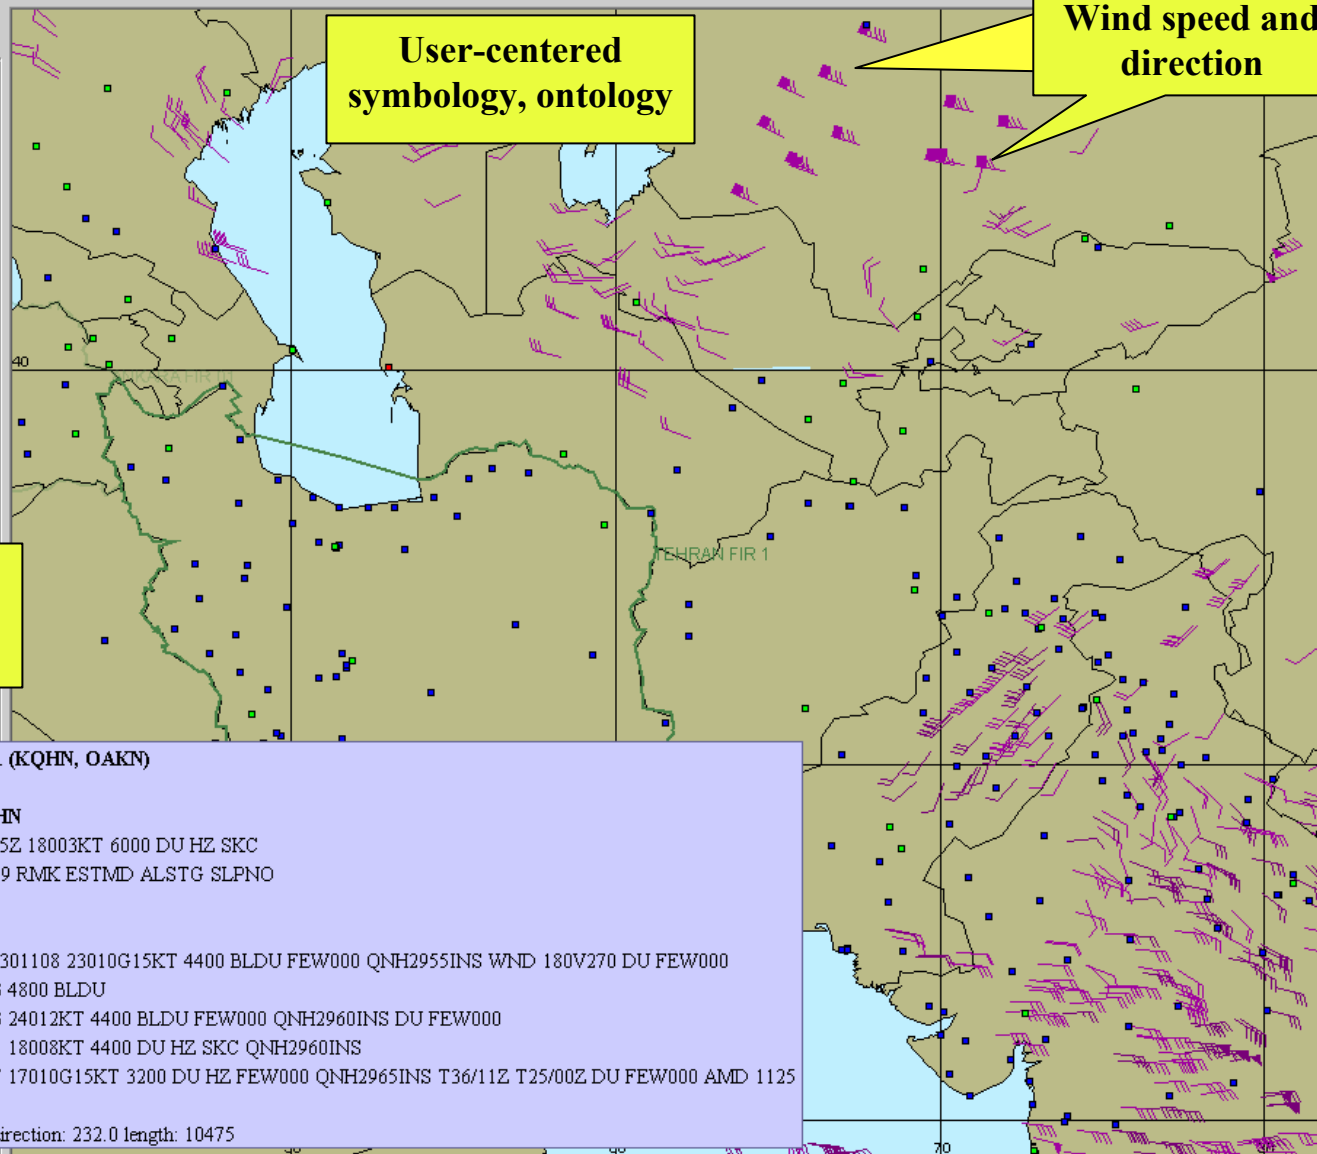 User-centered
symbology, ontology
Wind speed and
direction
40
ANKARA FIR
TEHRAN FIR 1
(KQHN, OAKN)
HN
5Z 18003KT 6000 DU HZ SKC
9 RMK ESTMD ALSTG SLPNO
301108 23010G15KT 4400 BLDU FEW000 QNH2955INS WND 180V270 DU FEW000
4800 BLDU
24012KT 4400 BLDU FEW000 QNH2960INS DU FEW000
18008KT 4400 DU HZ SKC QNH2960INS
17010G15KT 3200 DU HZ FEW000 QNH2965INS T36/11Z T25/00Z DU FEW000 AMD 1125
irection: 232.0 length: 10475
70